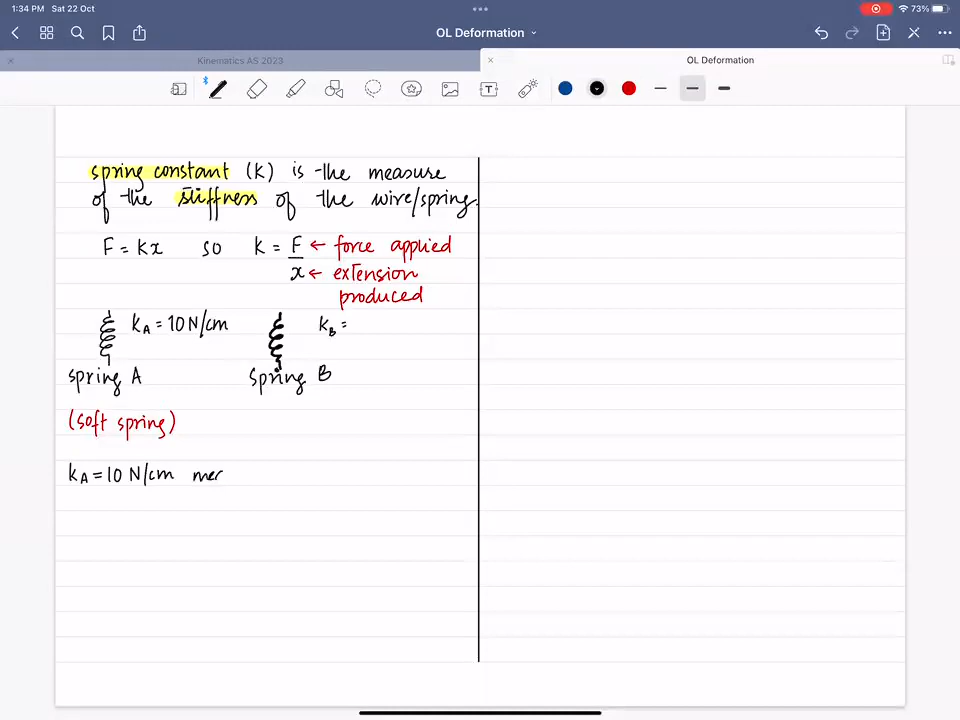 1:34 PM Sat 22 Oct
73%
OL Deformation
Kinematics AS 2023
OL Deformation
spring constant (K) is the measure
of the stiffness of the wire/spring.
F = Kx so K = F ← force applied
x ← extension
produced
kA = 10 N/cm kB =
spring A spring B
(soft spring)
kA = 10 N/cm mer